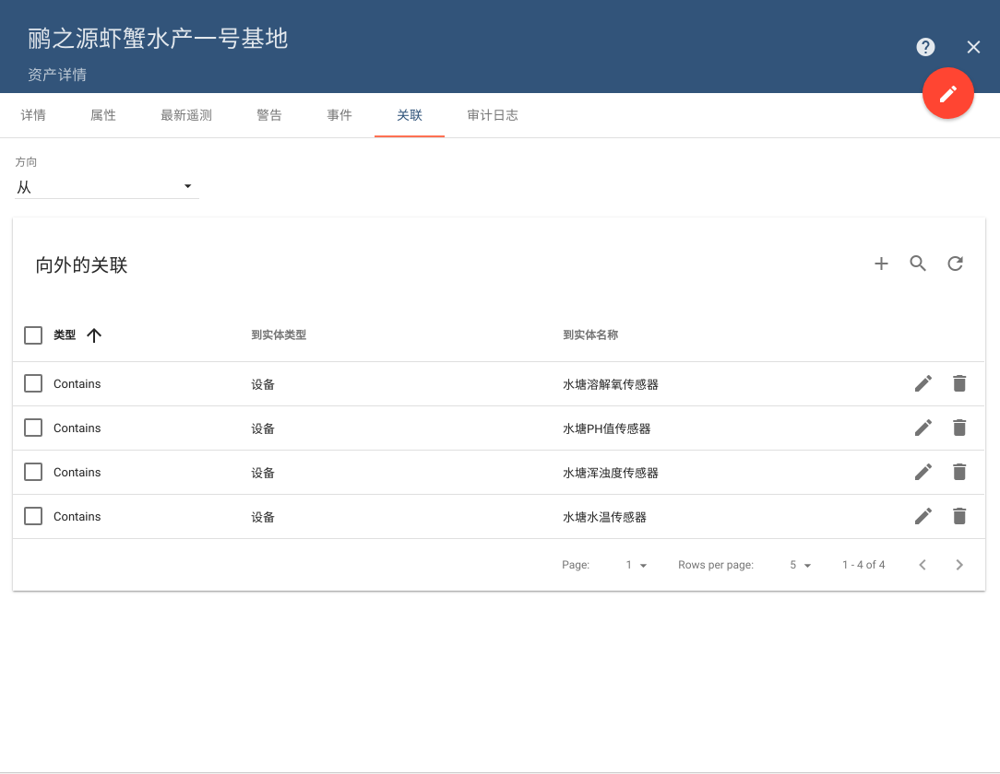 鹂之源虾蟹水产一号基地
资产详情
详情 属性 最新遥测 警告 事件 关联 审计日志
方向
从
向外的关联
类型 到实体类型 到实体名称
Contains 设备 水塘溶解氧传感器
Contains 设备 水塘PH值传感器
Contains 设备 水塘浑浊度传感器
Contains 设备 水塘水温传感器
Page: 1 Rows per page: 5 1 - 4 of 4